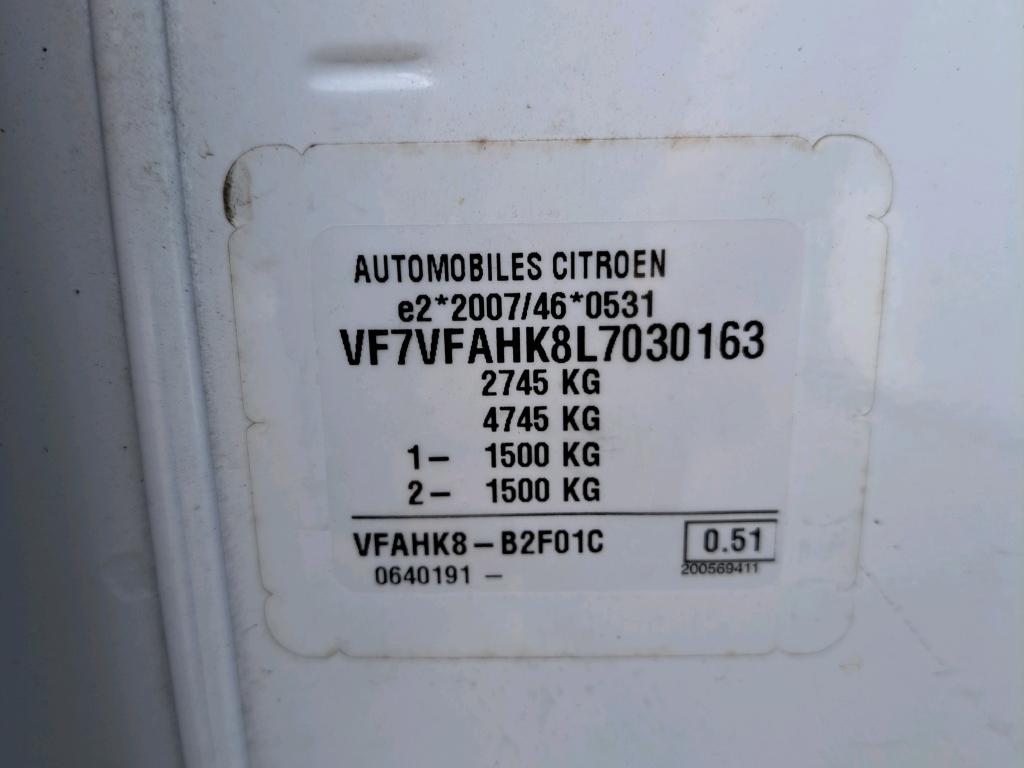 AUTOMOBILES CITROEN
e2*2007/46*0531
VF7VFAHK8L7030163
2745 KG
4745 KG
1- 1500 KG
2- 1500 KG
VFAHK8-B2F01C 0.51
0640191 - 200569411